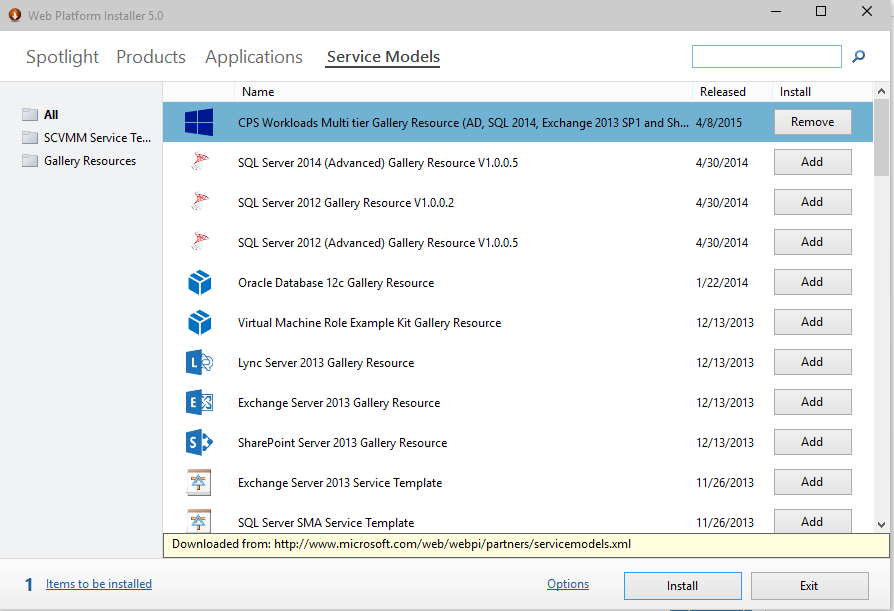 Web Platform Installer 5.0
Spotlight Products Applications Service Models
Name Released Install
All
SCVMM Service Te...
Gallery Resources
CPS Workloads Multi tier Gallery Resource (AD, SQL 2014, Exchange 2013 SP1 and Sh... 4/8/2015 Remove
SQL Server 2014 (Advanced) Gallery Resource V1.0.0.5 4/30/2014 Add
SQL Server 2012 Gallery Resource V1.0.0.2 4/30/2014 Add
SQL Server 2012 (Advanced) Gallery Resource V1.0.0.5 4/30/2014 Add
Oracle Database 12c Gallery Resource 1/22/2014 Add
Virtual Machine Role Example Kit Gallery Resource 12/13/2013 Add
L Lync Server 2013 Gallery Resource 12/13/2013 Add
E Exchange Server 2013 Gallery Resource 12/13/2013 Add
S SharePoint Server 2013 Gallery Resource 12/13/2013 Add
Exchange Server 2013 Service Template 11/26/2013 Add
SQL Server SMA Service Template 11/26/2013 Add
Downloaded from: http://www.microsoft.com/web/webpi/partners/servicemodels.xml
1 Items to be installed Options Install Exit